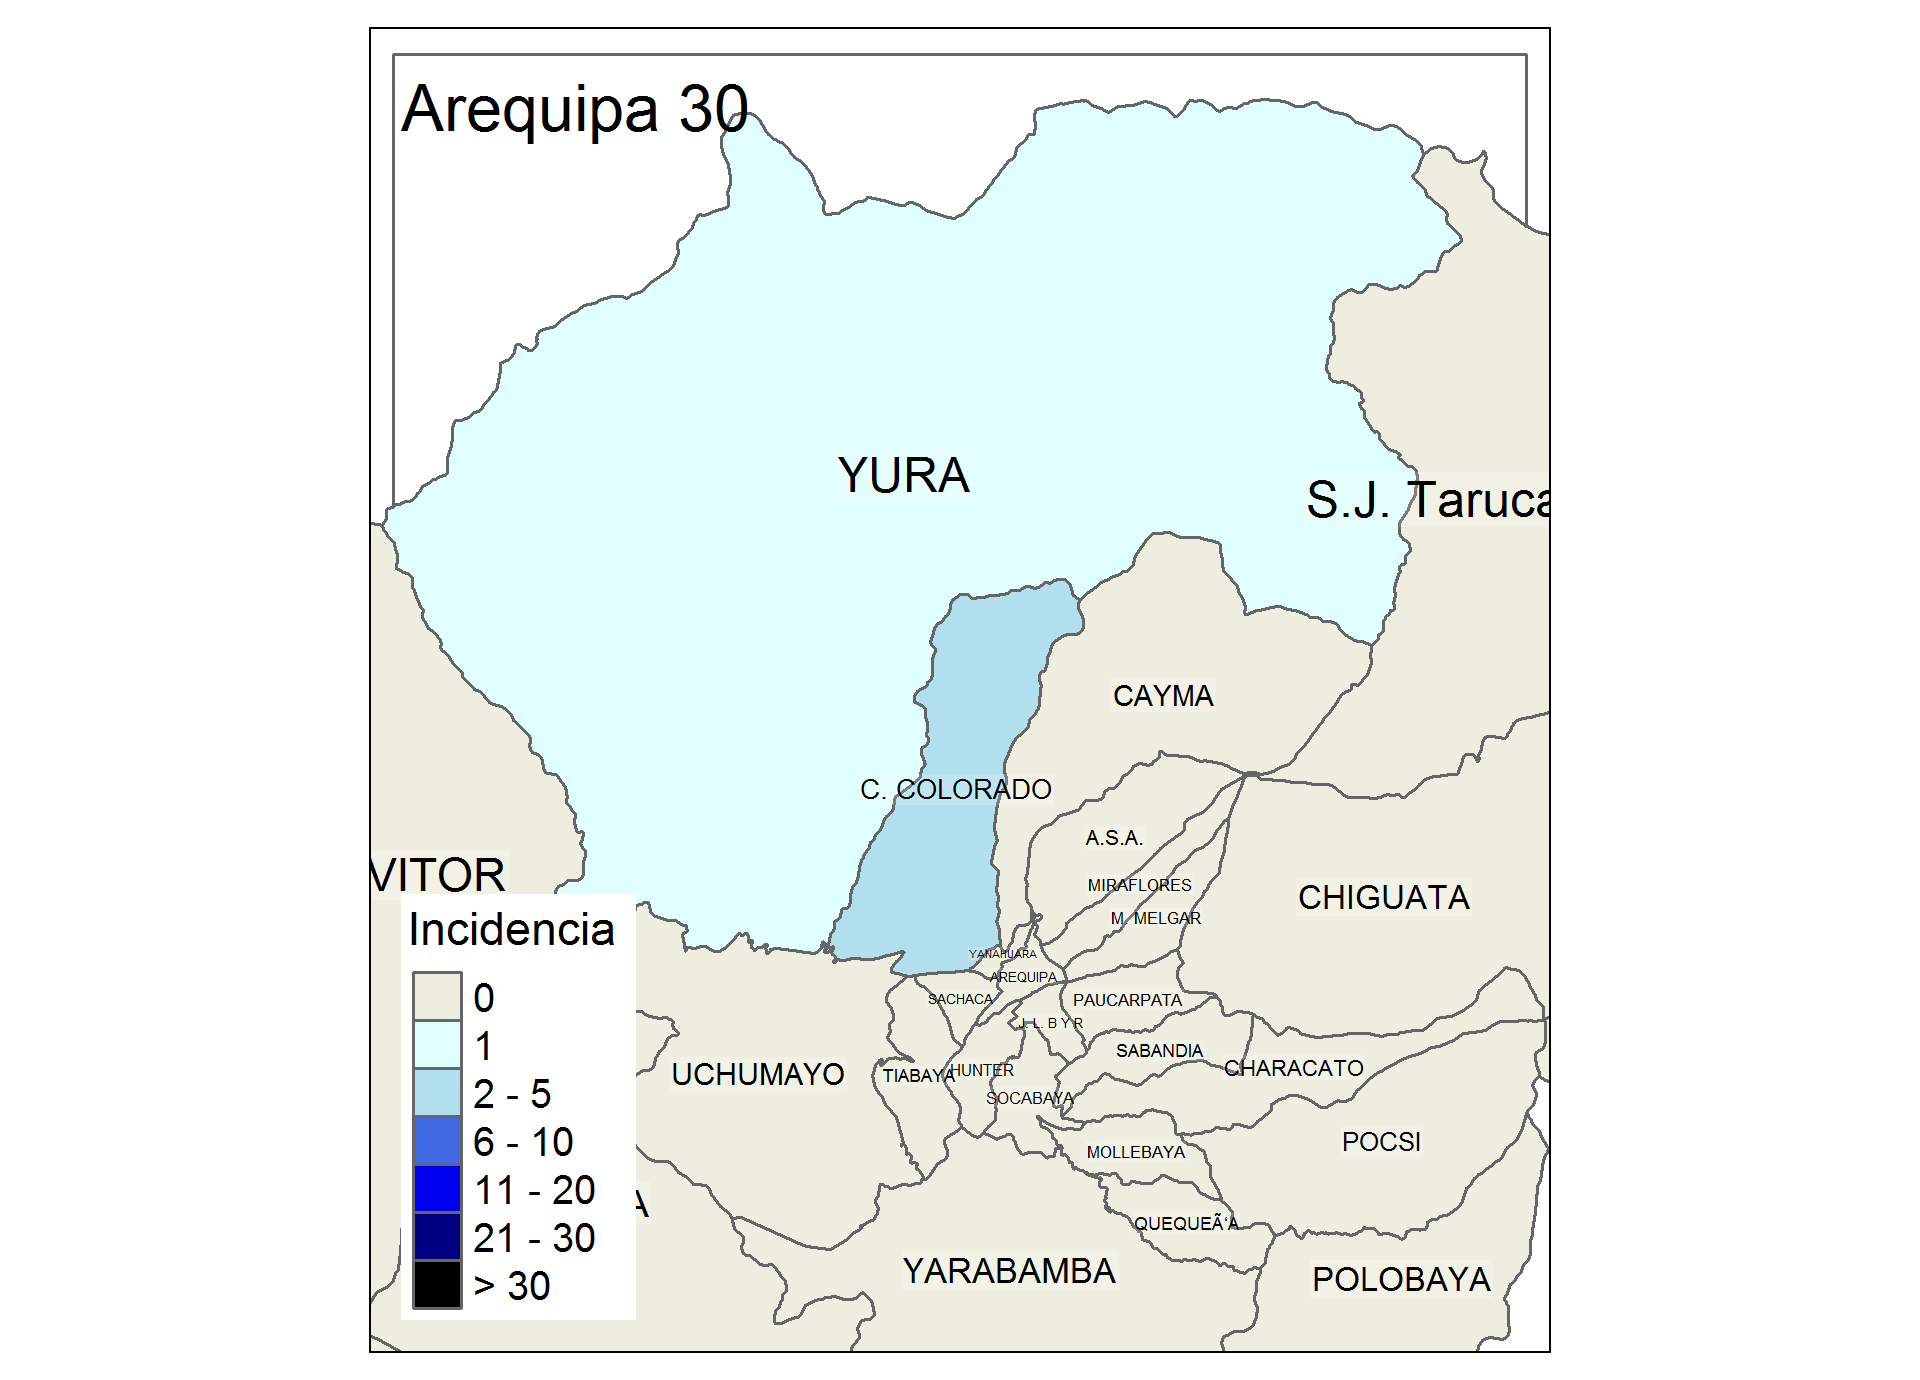 Arequipa 30
YURA
S.J. Taruca
CAYMA
C. COLORADO
A.S.A.
VITOR
MIRAFLORES
CHIGUATA
M. MELGAR
YANAHUARA
AREQUIPA
SACHACA
PAUCARPATA
J. L. B Y R
SABANDIA
UCHUMAYO
TIABAYA
HUNTER
CHARACATO
SOCABAYA
POCSI
MOLLEBAYA
A
QUEQUEÃ‘A
YARABAMBA
POLOBAYA
Incidencia
0
1
2 - 5
6 - 10
11 - 20
21 - 30
> 30